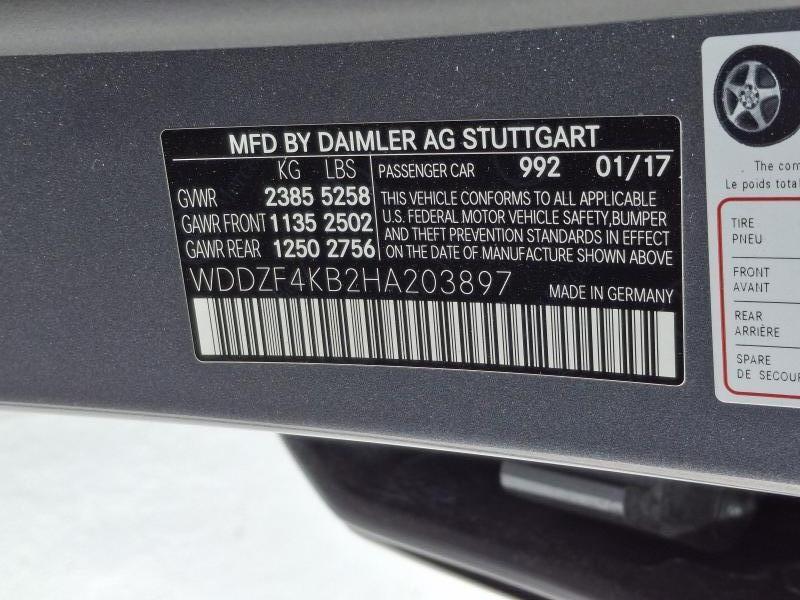 MFD BY DAIMLER AG STUTTGART
KG LBS
GVWR 2385 5258
GAWR FRONT 1135 2502
GAWR REAR 1250 2756
PASSENGER CAR 992 01/17
THIS VEHICLE CONFORMS TO ALL APPLICABLE
U.S. FEDERAL MOTOR VEHICLE SAFETY, BUMPER
AND THEFT PREVENTION STANDARDS IN EFFECT
ON THE DATE OF MANUFACTURE SHOWN ABOVE
WDDZF4KB2HA203897
MADE IN GERMANY
The com
Le poids total
TIRE
PNEU
FRONT
AVANT
REAR
ARRIÈRE
SPARE
DE SECOU